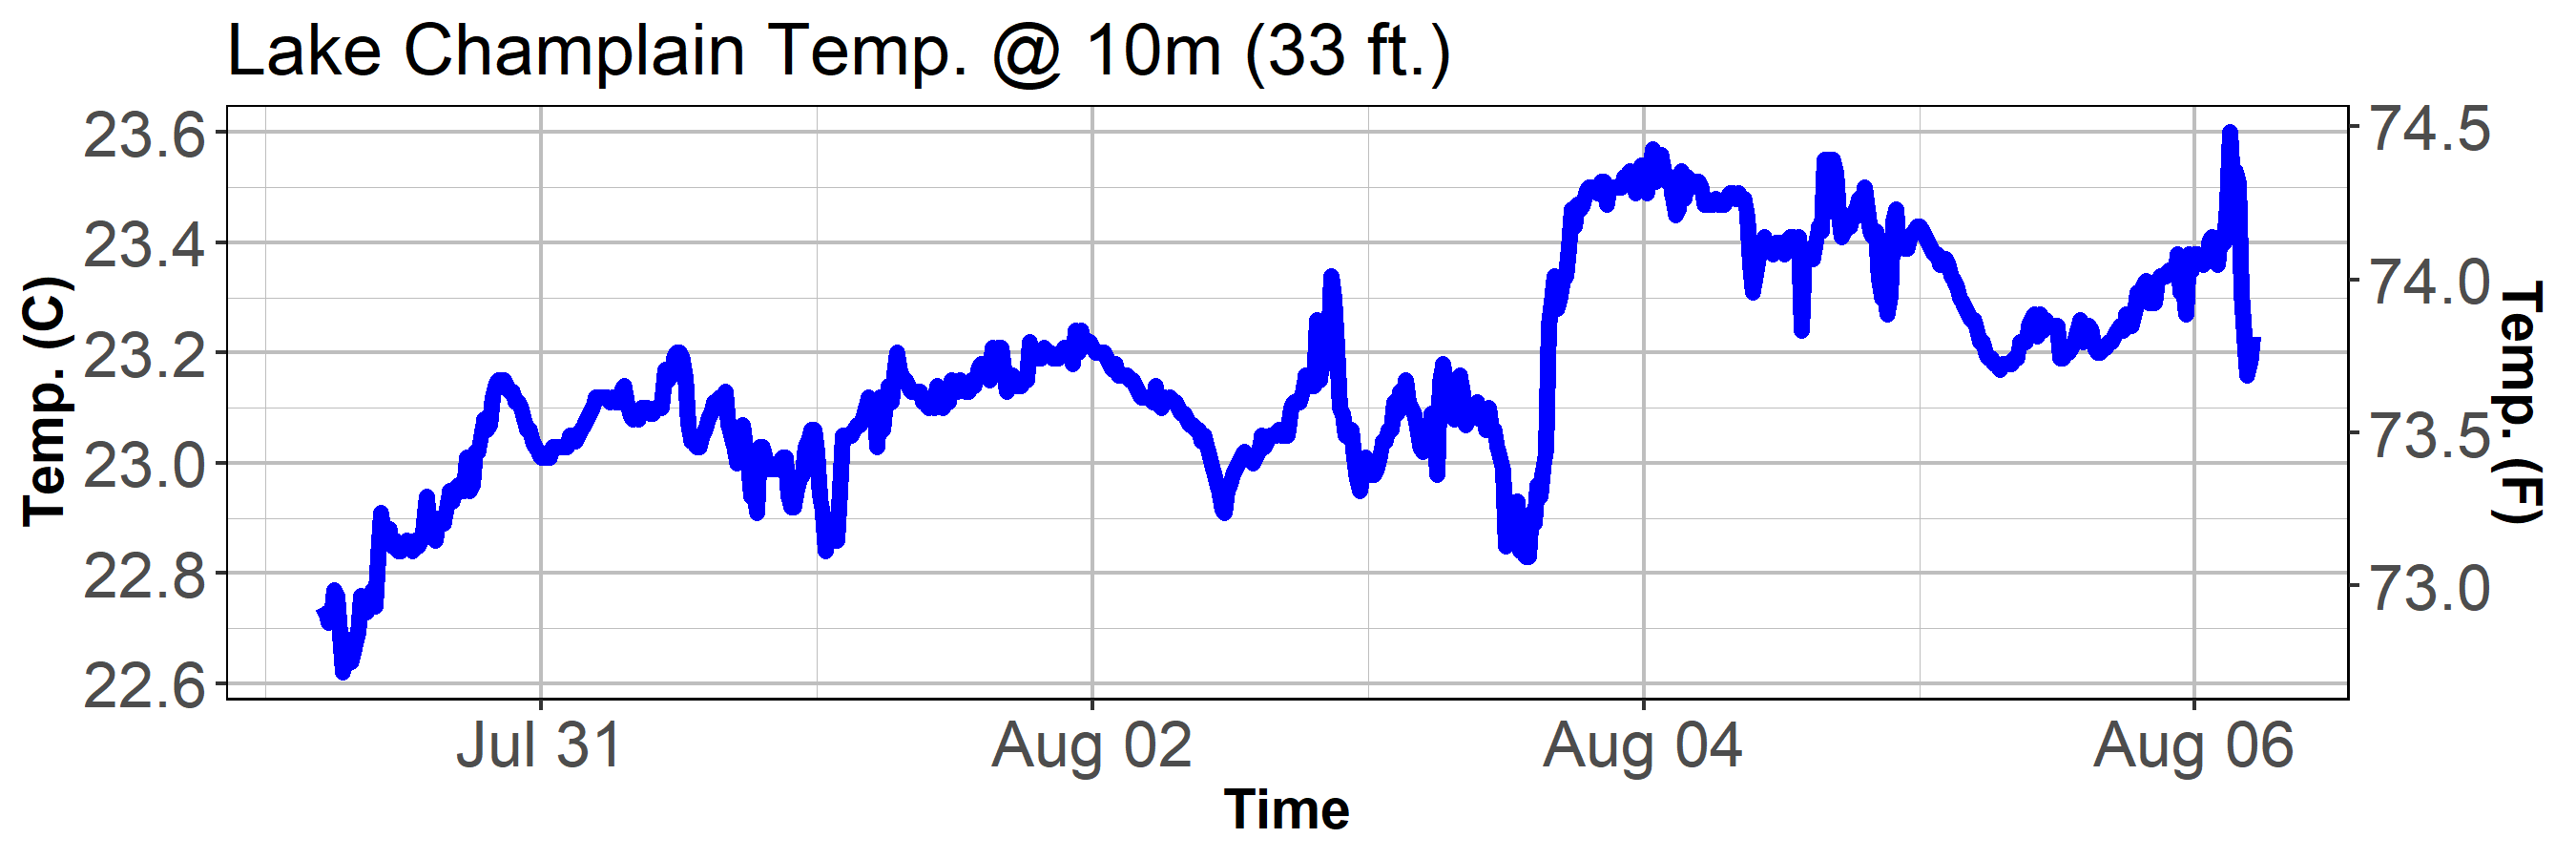 Lake Champlain Temp. @ 10m (33 ft.)
23.6
23.4
23.2
23.0
22.8
22.6
Temp. (C)
74.5
74.0
73.5
73.0
Temp. (F)
Jul 31 Aug 02 Aug 04 Aug 06
Time